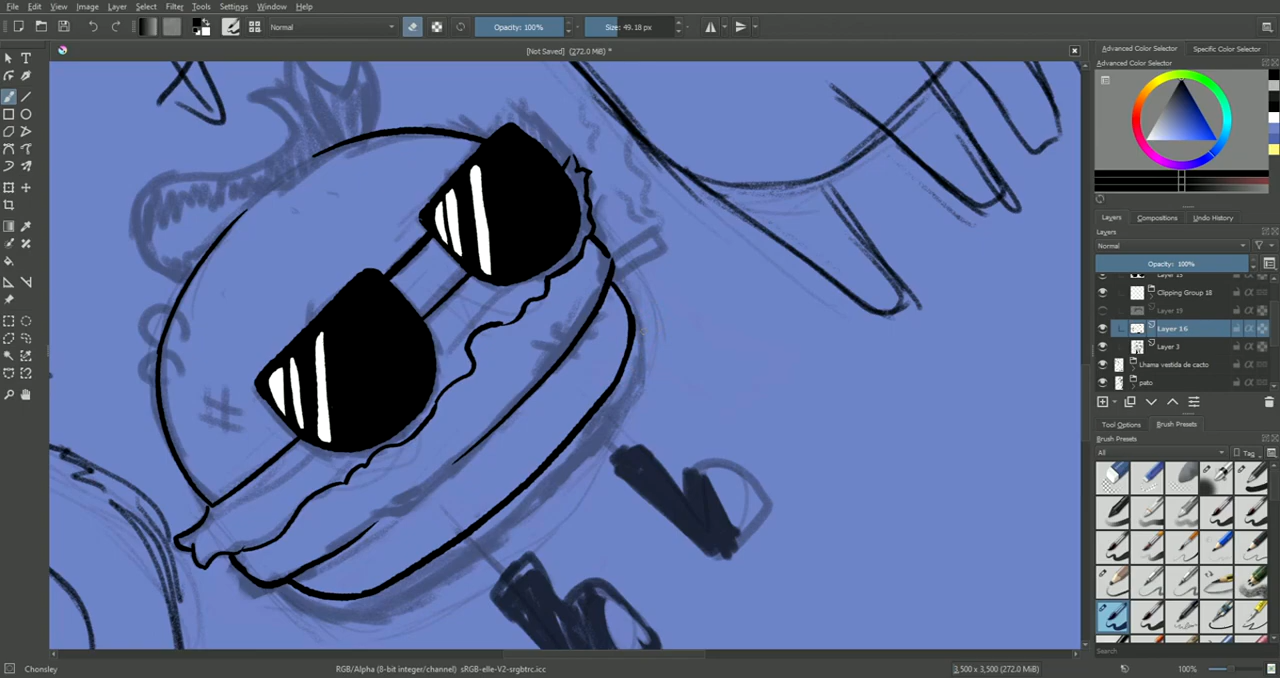 File Edit View Image Layer Select Filter Tools Settings Window Help
Normal Opacity: 100% Size: 49.18 px
[Not Saved] (272.0 MiB) *
Advanced Color Selector Specific Color Selector
Advanced Color Selector
Layers Compositions Undo History
Layers
Normal
Opacity: 100%
Layer 15
Clipping Group 18
Layer 19
Layer 16
Layer 3
Lhama vestida de cacto
pato
Tool Options Brush Presets
Brush Presets
All Tag
Search
Chonsley RGB/Alpha (8-bit integer/channel) sRGB-elle-V2-srgbtrc.icc 3,500 x 3,500 (272.0 MiB) 100%